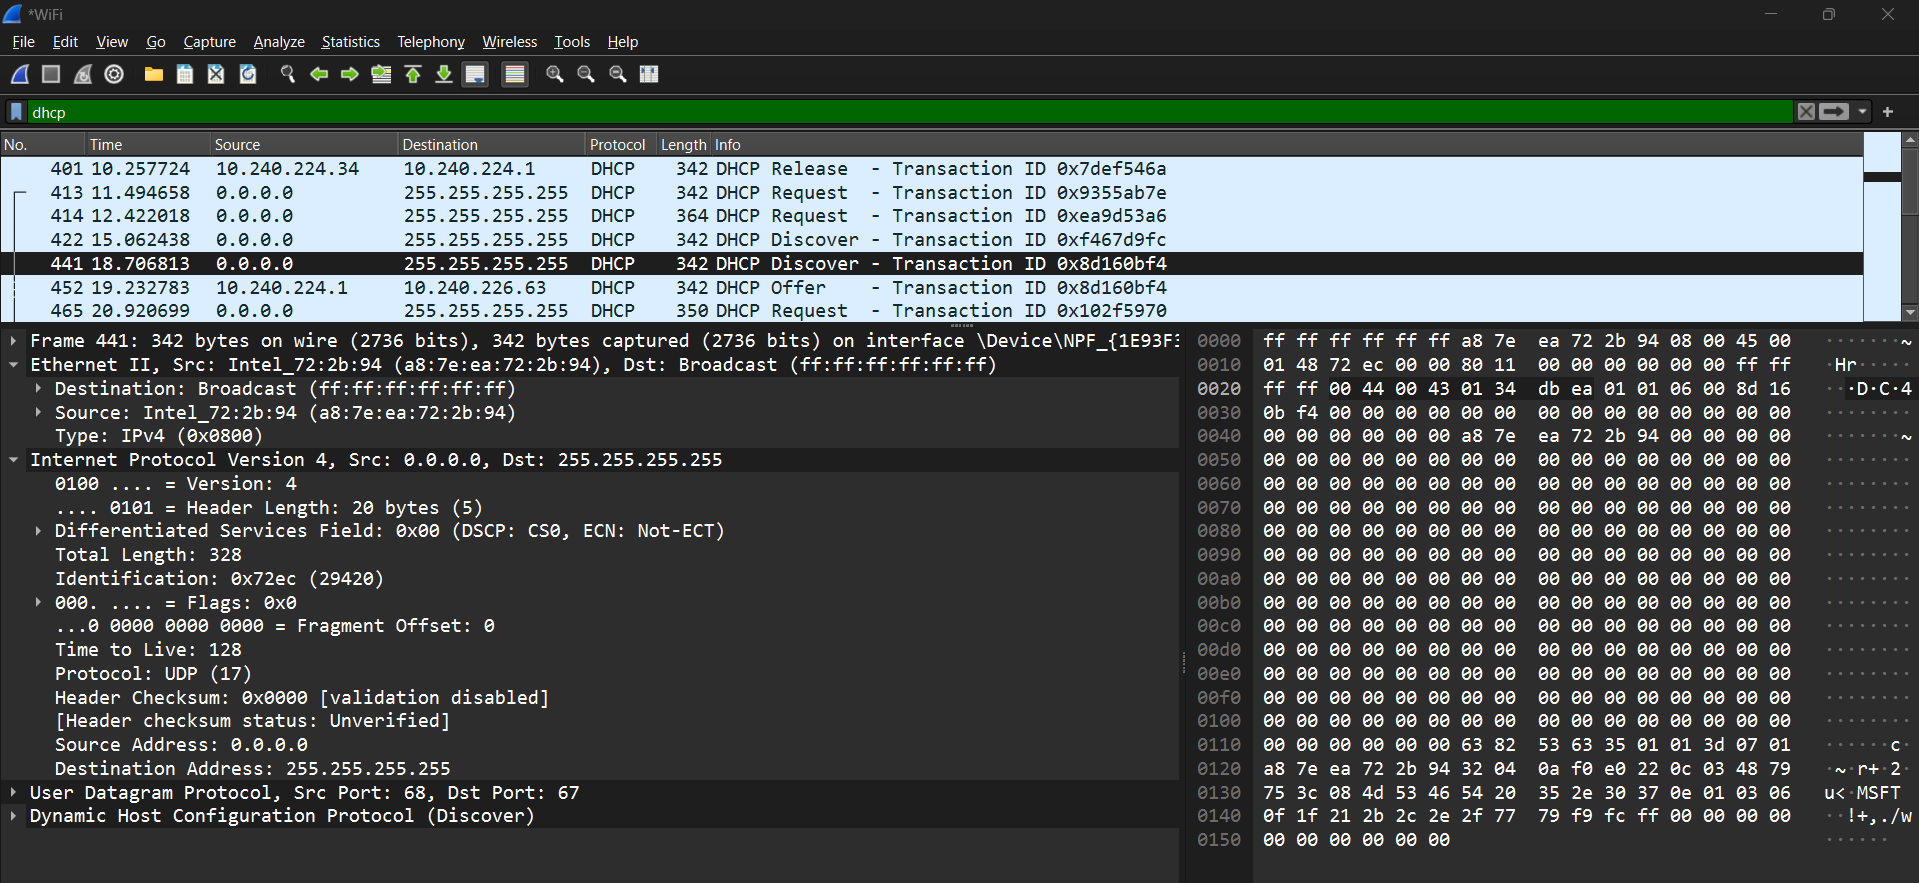 *WiFi
File Edit View Go Capture Analyze Statistics Telephony Wireless Tools Help
dhcp
No. Time Source Destination Protocol Length Info
401 10.257724 10.240.224.34 10.240.224.1 DHCP 342 DHCP Release - Transaction ID 0x7def546a
413 11.494658 0.0.0.0 255.255.255.255 DHCP 342 DHCP Request - Transaction ID 0x9355ab7e
414 12.422018 0.0.0.0 255.255.255.255 DHCP 364 DHCP Request - Transaction ID 0xea9d53a6
422 15.062438 0.0.0.0 255.255.255.255 DHCP 342 DHCP Discover - Transaction ID 0xf467d9fc
441 18.706813 0.0.0.0 255.255.255.255 DHCP 342 DHCP Discover - Transaction ID 0x8d160bf4
452 19.232783 10.240.224.1 10.240.226.63 DHCP 342 DHCP Offer - Transaction ID 0x8d160bf4
465 20.920699 0.0.0.0 255.255.255.255 DHCP 350 DHCP Request - Transaction ID 0x102f5970
Frame 441: 342 bytes on wire (2736 bits), 342 bytes captured (2736 bits) on interface \Device\NPF_{1E93F3
Ethernet II, Src: Intel_72:2b:94 (a8:7e:ea:72:2b:94), Dst: Broadcast (ff:ff:ff:ff:ff:ff)
Destination: Broadcast (ff:ff:ff:ff:ff:ff)
Source: Intel_72:2b:94 (a8:7e:ea:72:2b:94)
Type: IPv4 (0x0800)
Internet Protocol Version 4, Src: 0.0.0.0, Dst: 255.255.255.255
0100 .... = Version: 4
.... 0101 = Header Length: 20 bytes (5)
Differentiated Services Field: 0x00 (DSCP: CS0, ECN: Not-ECT)
Total Length: 328
Identification: 0x72ec (29420)
000. .... = Flags: 0x0
...0 0000 0000 0000 = Fragment Offset: 0
Time to Live: 128
Protocol: UDP (17)
Header Checksum: 0x0000 [validation disabled]
[Header checksum status: Unverified]
Source Address: 0.0.0.0
Destination Address: 255.255.255.255
User Datagram Protocol, Src Port: 68, Dst Port: 67
Dynamic Host Configuration Protocol (Discover)
0000 ff ff ff ff ff ff a8 7e ea 72 2b 94 08 00 45 00 ·······~
0010 01 48 72 ec 00 00 80 11 00 00 00 00 00 00 ff ff ·Hr·····
0020 ff ff 00 44 00 43 01 34 db ea 01 01 06 00 8d 16 ···D·C·4
0030 0b f4 00 00 00 00 00 00 00 00 00 00 00 00 00 00 ········
0040 00 00 00 00 00 00 a8 7e ea 72 2b 94 00 00 00 00 ·······~
0050 00 00 00 00 00 00 00 00 00 00 00 00 00 00 00 00 ········
0060 00 00 00 00 00 00 00 00 00 00 00 00 00 00 00 00 ········
0070 00 00 00 00 00 00 00 00 00 00 00 00 00 00 00 00 ········
0080 00 00 00 00 00 00 00 00 00 00 00 00 00 00 00 00 ········
0090 00 00 00 00 00 00 00 00 00 00 00 00 00 00 00 00 ········
00a0 00 00 00 00 00 00 00 00 00 00 00 00 00 00 00 00 ········
00b0 00 00 00 00 00 00 00 00 00 00 00 00 00 00 00 00 ········
00c0 00 00 00 00 00 00 00 00 00 00 00 00 00 00 00 00 ········
00d0 00 00 00 00 00 00 00 00 00 00 00 00 00 00 00 00 ········
00e0 00 00 00 00 00 00 00 00 00 00 00 00 00 00 00 00 ········
00f0 00 00 00 00 00 00 00 00 00 00 00 00 00 00 00 00 ········
0100 00 00 00 00 00 00 00 00 00 00 00 00 00 00 00 00 ········
0110 00 00 00 00 00 00 63 82 53 63 35 01 01 3d 07 01 ······c·
0120 a8 7e ea 72 2b 94 32 04 0a f0 e0 22 0c 03 48 79 ·~·r+·2·
0130 75 3c 08 4d 53 46 54 20 35 2e 30 37 0e 01 03 06 u<·MSFT
0140 0f 1f 21 2b 2c 2e 2f 77 79 f9 fc ff 00 00 00 00 ··!+,./w
0150 00 00 00 00 00 00 ······